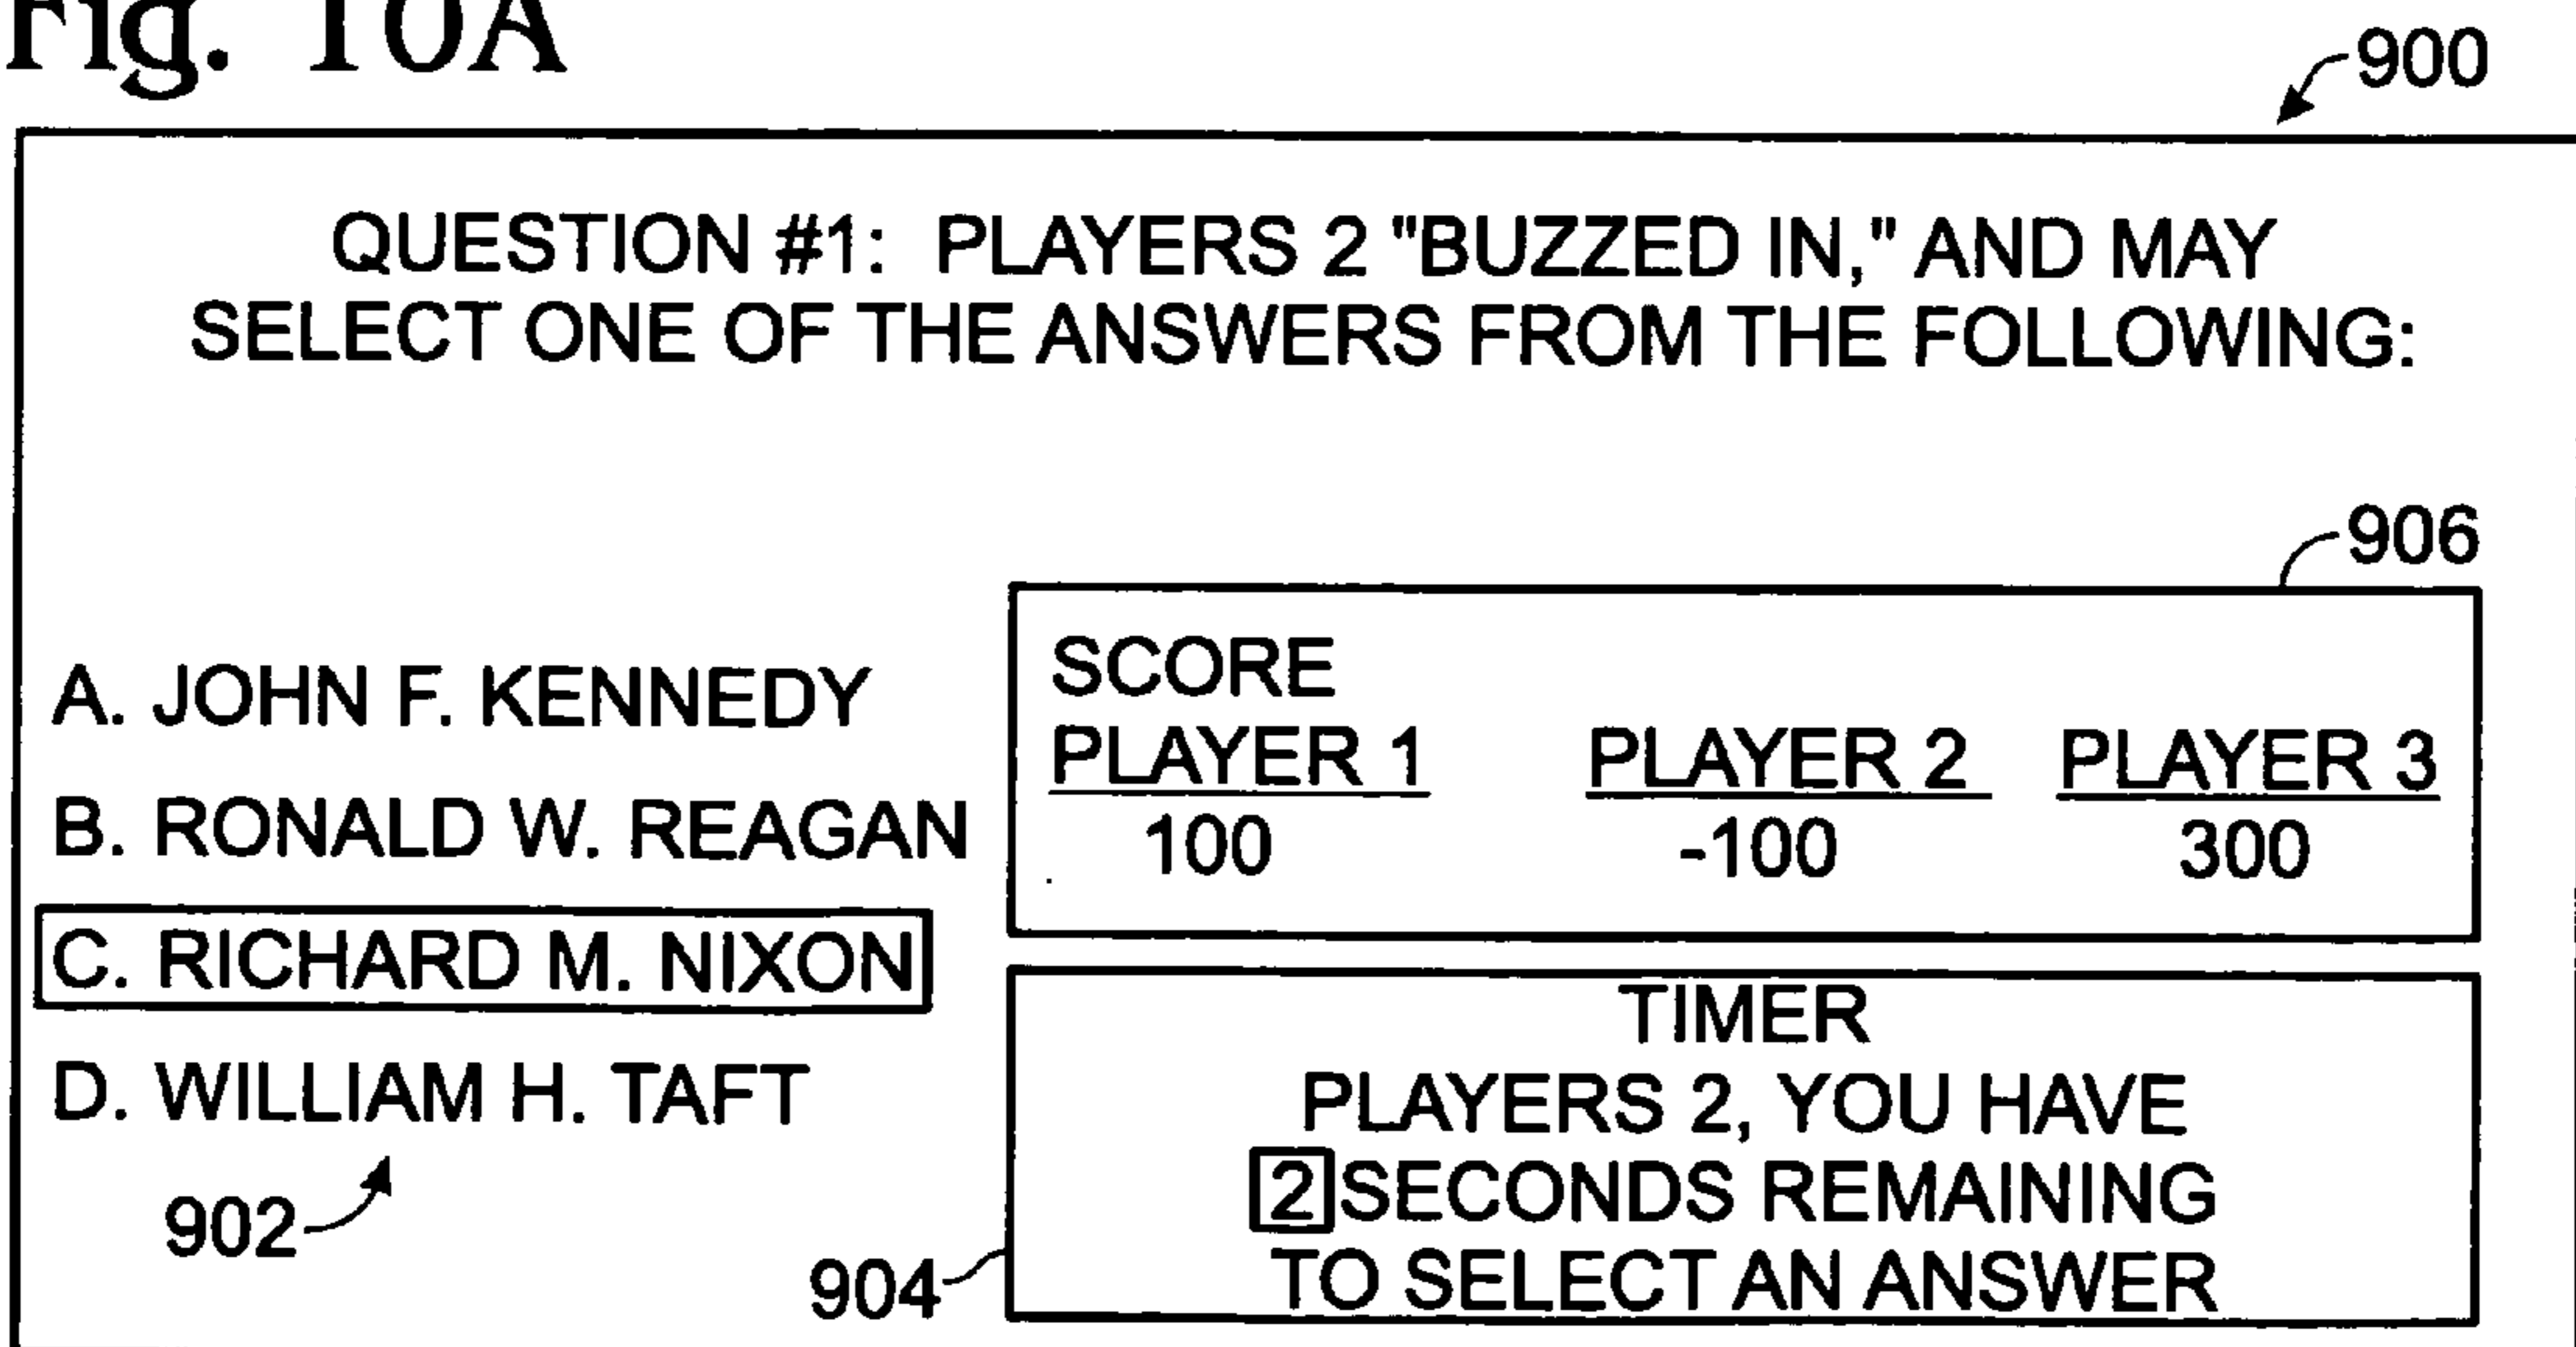 Fig. 10A
900
QUESTION #1: PLAYERS 2 "BUZZED IN," AND MAY
SELECT ONE OF THE ANSWERS FROM THE FOLLOWING:
906
A. JOHN F. KENNEDY
B. RONALD W. REAGAN
C. RICHARD M. NIXON
D. WILLIAM H. TAFT
902
SCORE
PLAYER 1 PLAYER 2 PLAYER 3
100 -100 300
TIMER
PLAYERS 2, YOU HAVE
2 SECONDS REMAINING
TO SELECT AN ANSWER
904